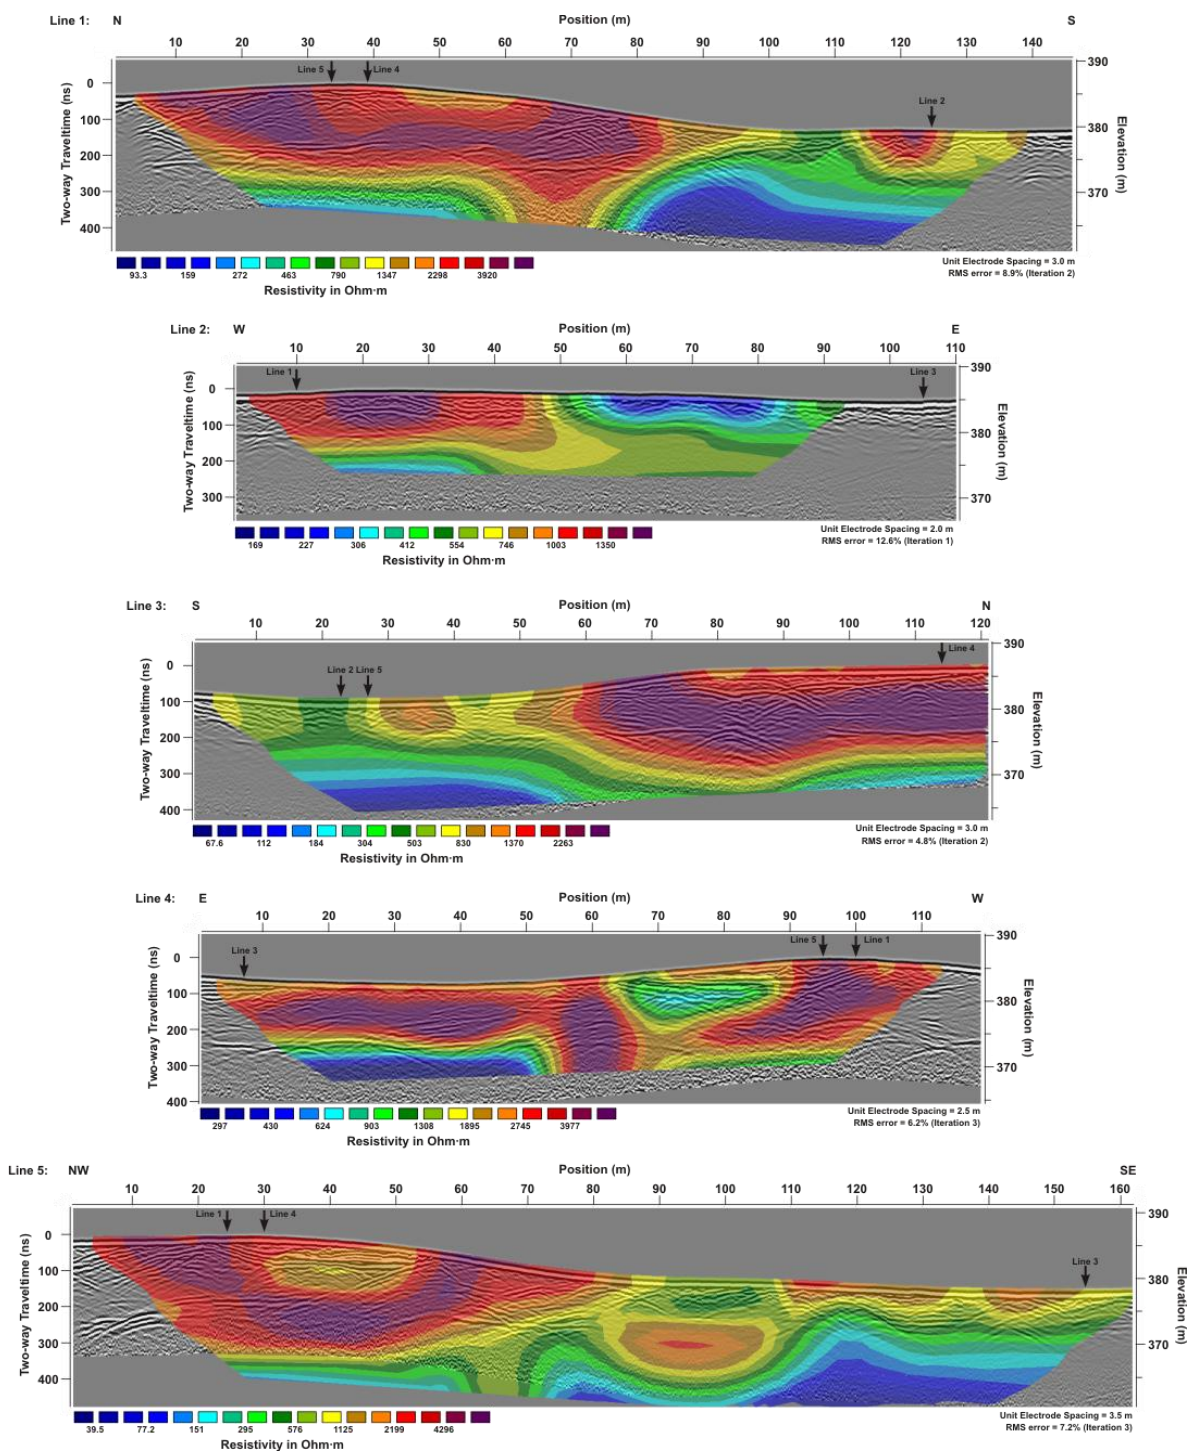 Line 1: N Position (m) S
10 20 30 40 50 60 70 80 90 100 110 120 130 140
Line 5 Line 4
Line 2
Two-way Traveltime (ns)
0
100
200
300
400
390
380
370
Elevation (m)
93.3 159 272 463 790 1347 2298 3920
Resistivity in Ohm·m
Unit Electrode Spacing = 3.0 m
RMS error = 8.9% (Iteration 2)
Line 2: W Position (m) E
10 20 30 40 50 60 70 80 90 100 110
Line 1 Line 3
Two-way Traveltime (ns)
0
100
200
300
390
380
370
Elevation (m)
169 227 306 412 554 746 1003 1350
Resistivity in Ohm·m
Unit Electrode Spacing = 2.0 m
RMS error = 12.6% (Iteration 1)
Line 3: S Position (m) N
10 20 30 40 50 60 70 80 90 100 110 120
Line 4
Line 2 Line 5
Two-way Traveltime (ns)
0
100
200
300
400
390
380
370
Elevation (m)
67.6 112 184 304 503 830 1370 2263
Resistivity in Ohm·m
Unit Electrode Spacing = 3.0 m
RMS error = 4.8% (Iteration 2)
Line 4: E Position (m) W
10 20 30 40 50 60 70 80 90 100 110
Line 5 Line 1
Line 3
Two-way Traveltime (ns)
0
100
200
300
400
390
380
370
Elevation (m)
297 430 624 903 1308 1895 2745 3977
Resistivity in Ohm·m
Unit Electrode Spacing = 2.5 m
RMS error = 6.2% (Iteration 3)
Line 5: NW Position (m) SE
10 20 30 40 50 60 70 80 90 100 110 120 130 140 150 160
Line 1 Line 4
Line 3
Two-way Traveltime (ns)
0
100
200
300
400
390
380
370
Elevation (m)
39.5 77.2 151 295 576 1125 2199 4296
Resistivity in Ohm·m
Unit Electrode Spacing = 3.5 m
RMS error = 7.2% (Iteration 3)